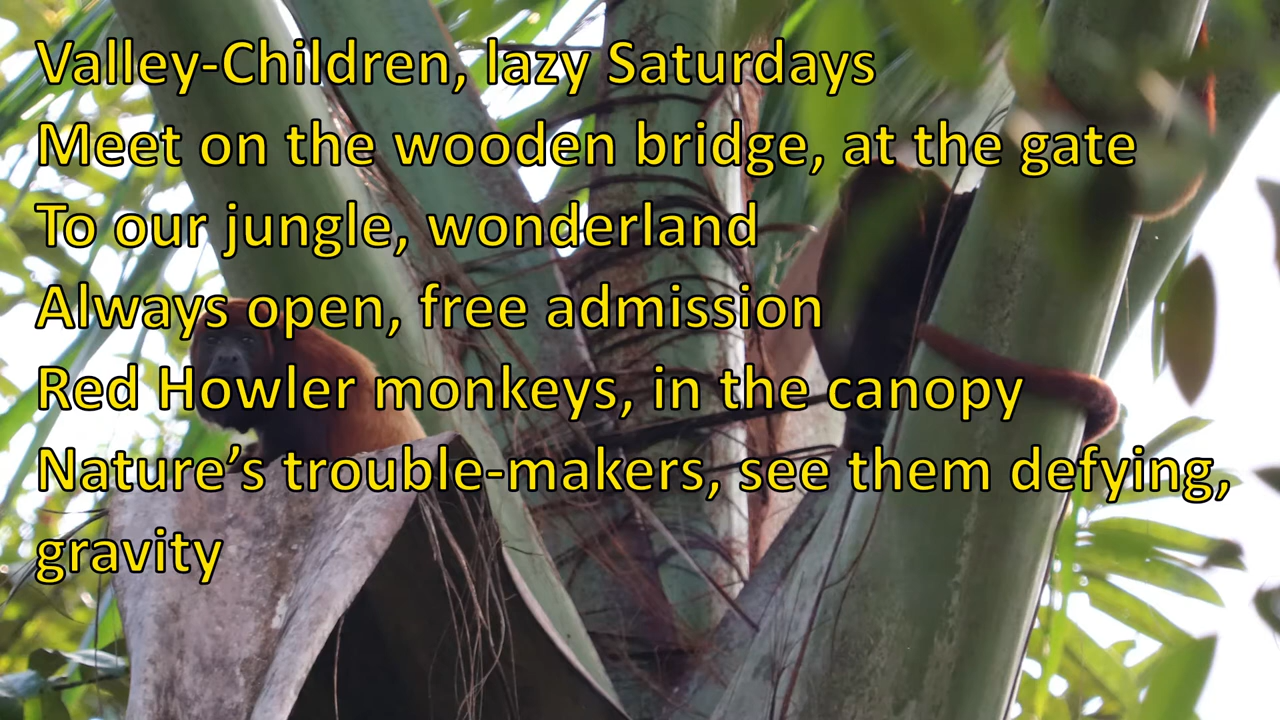 Valley-Children, lazy Saturdays
Meet on the wooden bridge, at the gate
To our jungle, wonderland
Always open, free admission
Red Howler monkeys, in the canopy
Nature’s trouble-makers, see them defying,
gravity